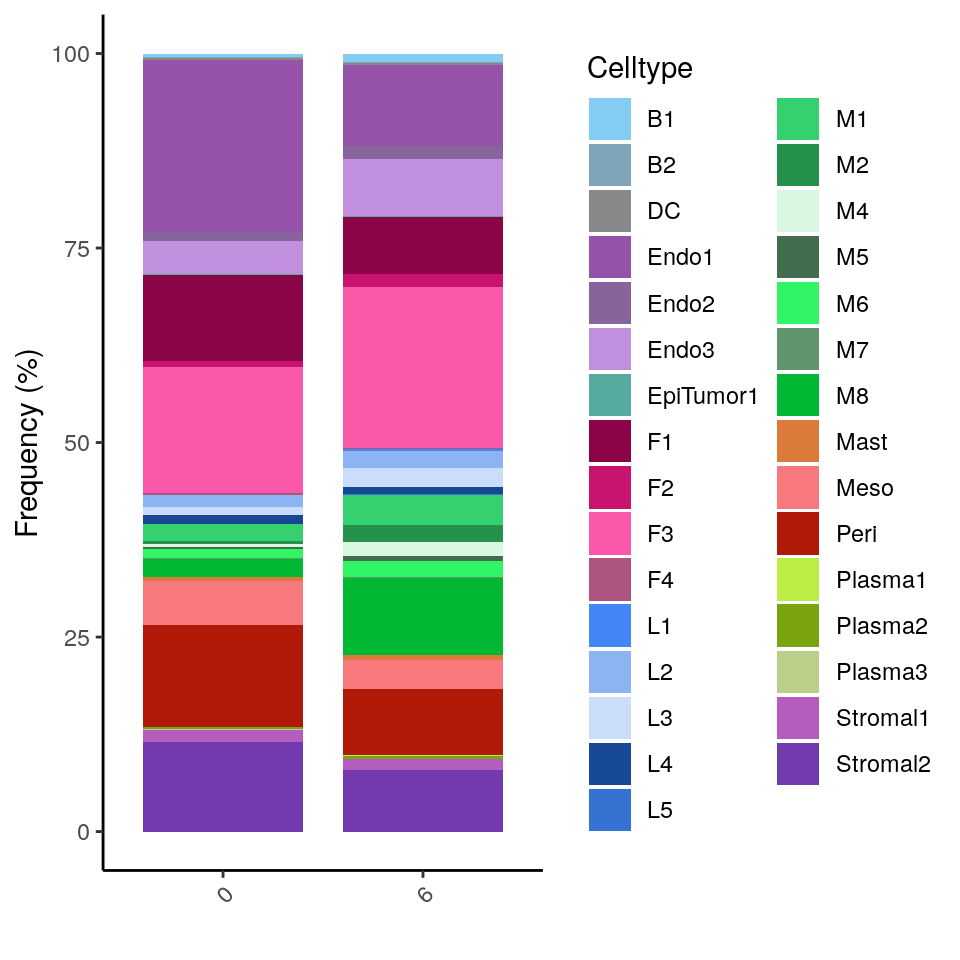 Frequency (%)
100
75
50
25
0
0
6
Celltype
B1
B2
DC
Endo1
Endo2
Endo3
EpiTumor1
F1
F2
F3
F4
L1
L2
L3
L4
L5
M1
M2
M4
M5
M6
M7
M8
Mast
Meso
Peri
Plasma1
Plasma2
Plasma3
Stromal1
Stromal2